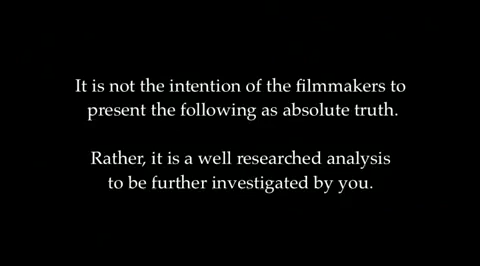 It is not the intention of the filmmakers to
present the following as absolute truth.
Rather, it is a well researched analysis
to be further investigated by you.